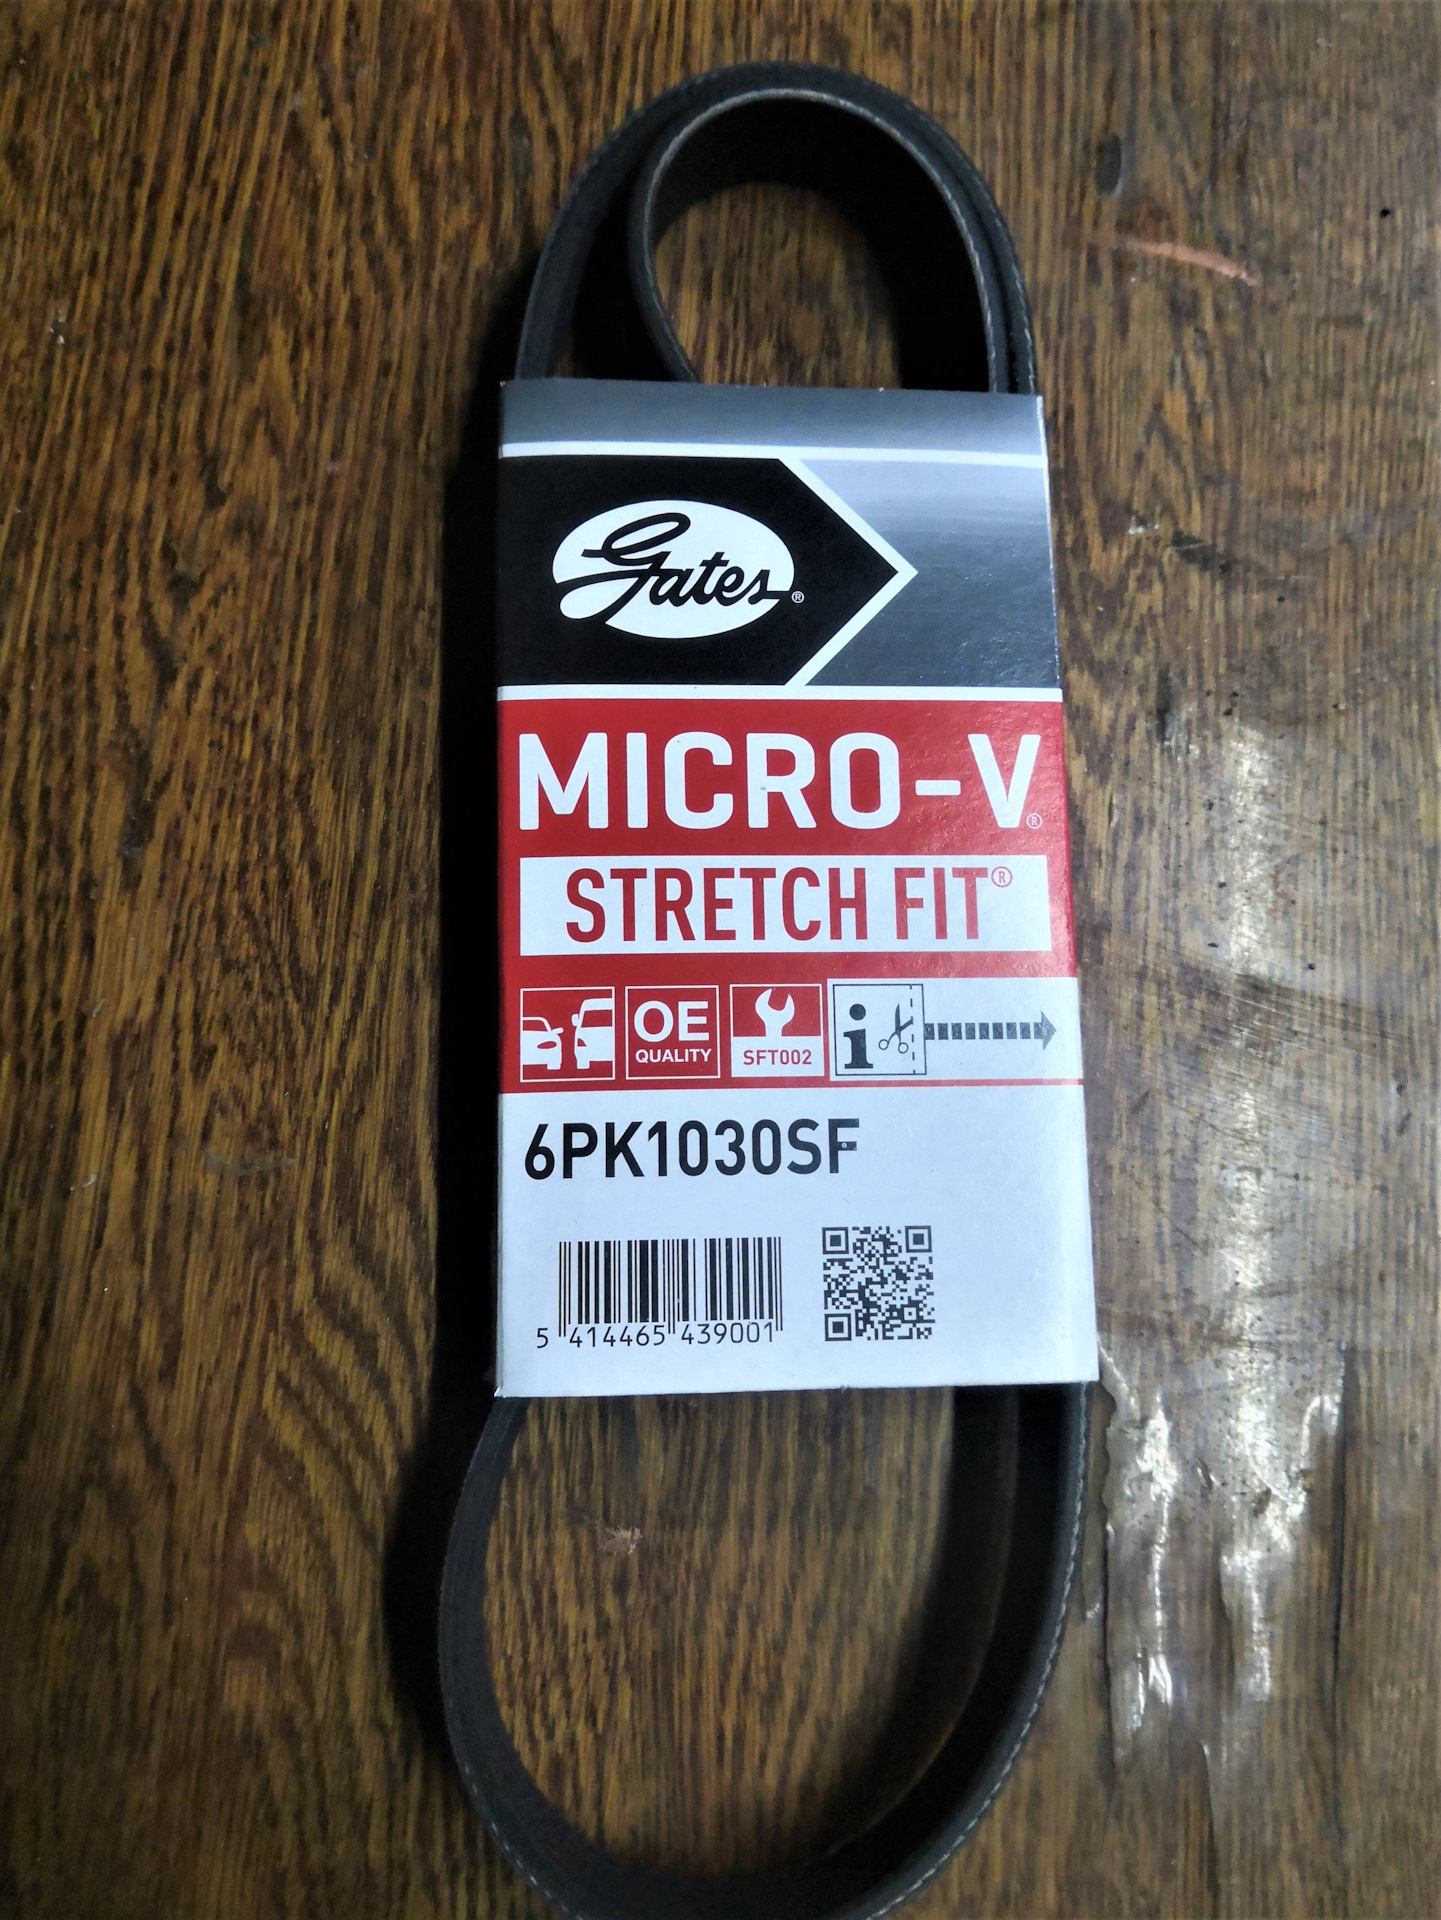 Gates®
MICRO-V®
STRETCH FIT®
OE
QUALITY
SFT002
i
6PK1030SF
5 414465 439001